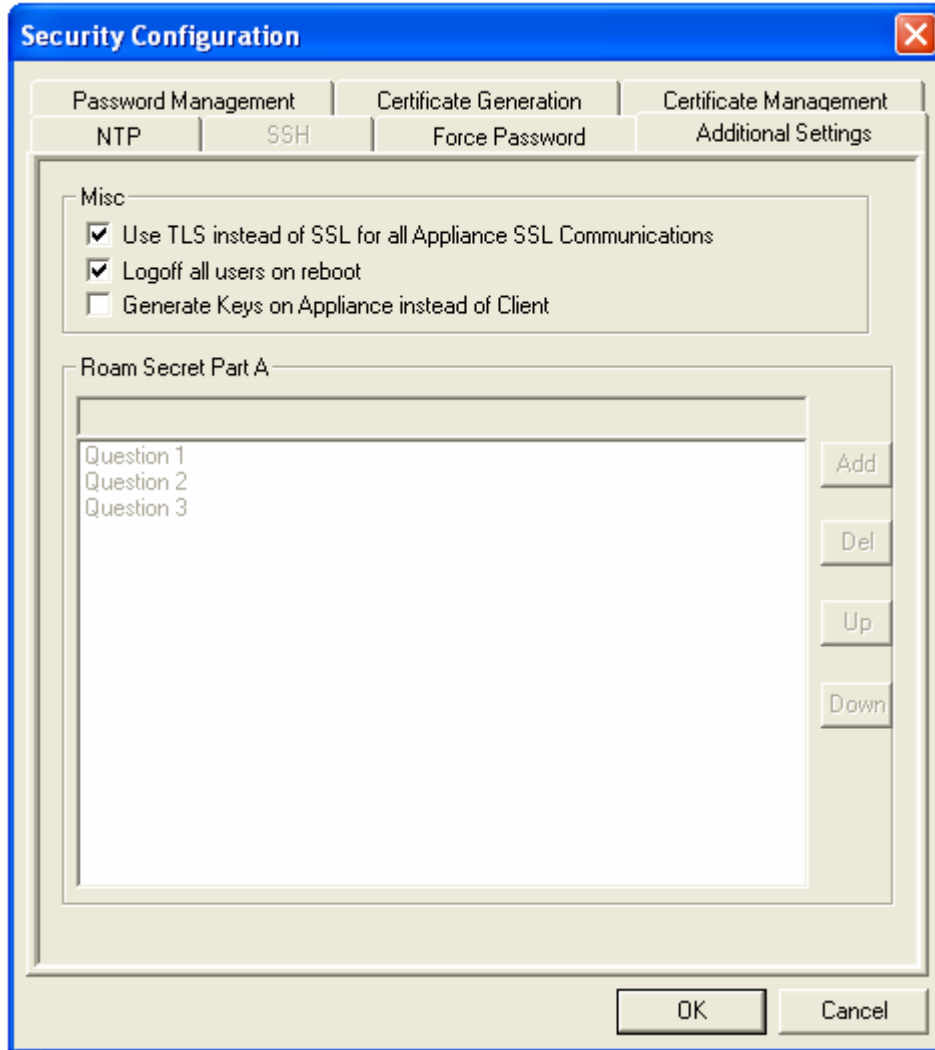 Security Configuration
Password Management Certificate Generation Certificate Management
NTP SSH Force Password Additional Settings
Misc
Use TLS instead of SSL for all Appliance SSL Communications
Logoff all users on reboot
Generate Keys on Appliance instead of Client
Roam Secret Part A
Question 1
Question 2
Question 3
Add
Del
Up
Down
OK Cancel